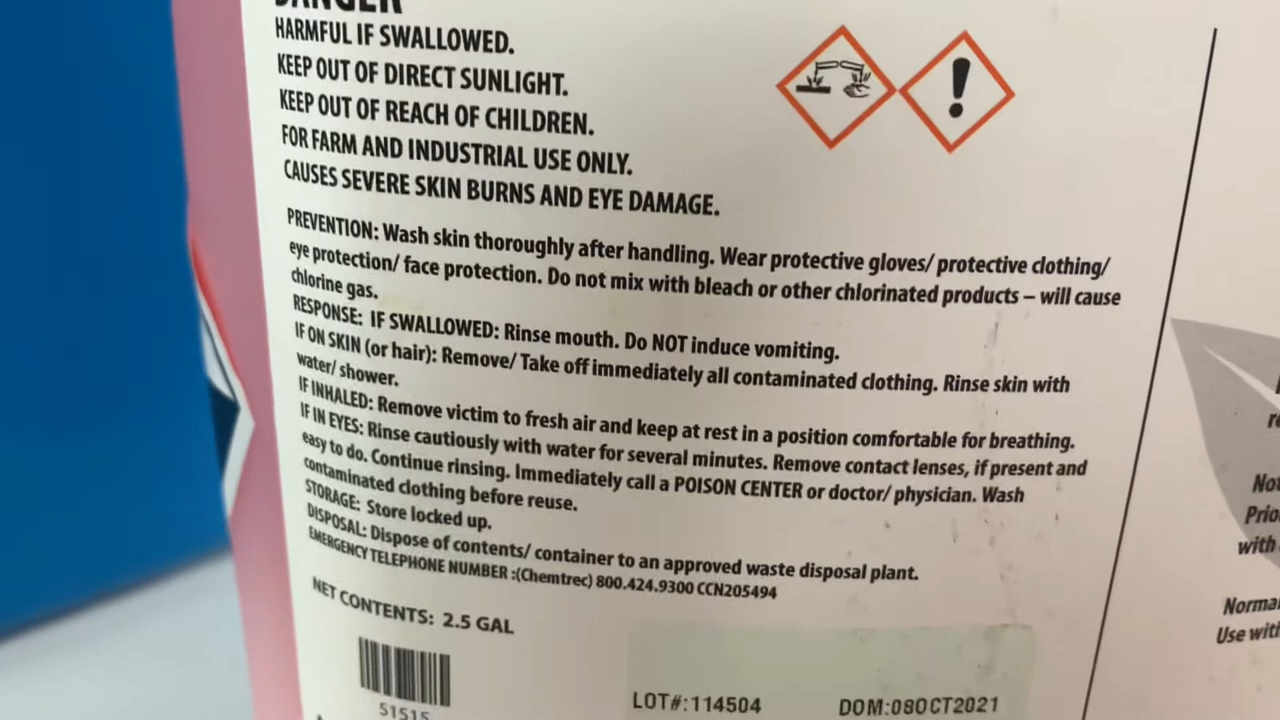 DANGER
HARMFUL IF SWALLOWED.
KEEP OUT OF DIRECT SUNLIGHT.
KEEP OUT OF REACH OF CHILDREN.
FOR FARM AND INDUSTRIAL USE ONLY.
CAUSES SEVERE SKIN BURNS AND EYE DAMAGE.
PREVENTION: Wash skin thoroughly after handling. Wear protective gloves/ protective clothing/
eye protection/ face protection. Do not mix with bleach or other chlorinated products – will cause
chlorine gas.
RESPONSE: IF SWALLOWED: Rinse mouth. Do NOT induce vomiting.
IF ON SKIN (or hair): Remove/ Take off immediately all contaminated clothing. Rinse skin with
water/ shower.
IF INHALED: Remove victim to fresh air and keep at rest in a position comfortable for breathing.
IF IN EYES: Rinse cautiously with water for several minutes. Remove contact lenses, if present and
easy to do. Continue rinsing. Immediately call a POISON CENTER or doctor/ physician. Wash
contaminated clothing before reuse.
STORAGE: Store locked up.
DISPOSAL: Dispose of contents/ container to an approved waste disposal plant.
EMERGENCY TELEPHONE NUMBER :(Chemtrec) 800.424.9300 CCN205494
NET CONTENTS: 2.5 GAL
51515
LOT#:114504 DOM:08OCT2021
Not
Prio
with
Norma
Use with